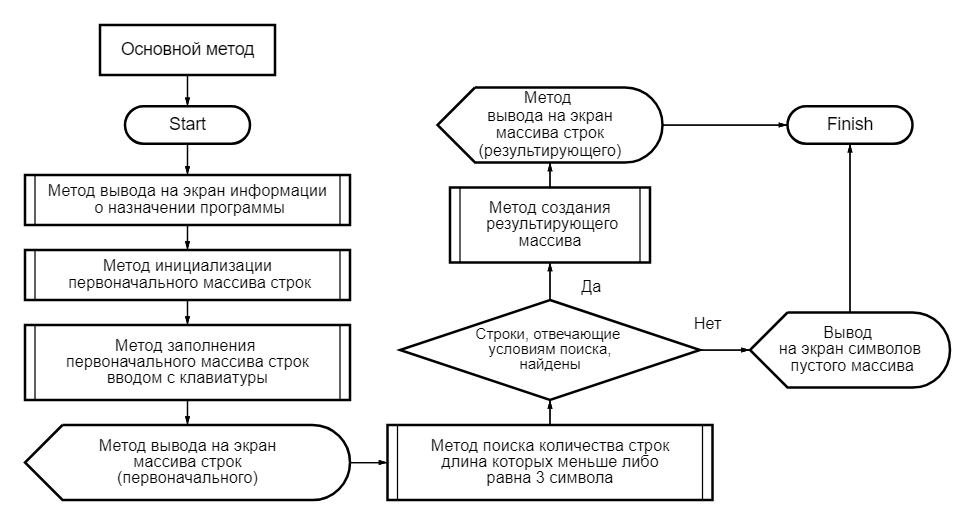 Основной метод
Start
Метод вывода на экран информации
о назначении программы
Метод инициализации
первоначального массива строк
Метод заполнения
первоначального массива строк
вводом с клавиатуры
Метод вывода на экран
массива строк
(первоначального)
Метод поиска количества строк
длина которых меньше либо
равна 3 символа
Строки, отвечающие
условиям поиска,
найдены
Да
Нет
Метод создания
результирующего
массива
Метод
вывода на экран
массива строк
(результирующего)
Вывод
на экран символов
пустого массива
Finish